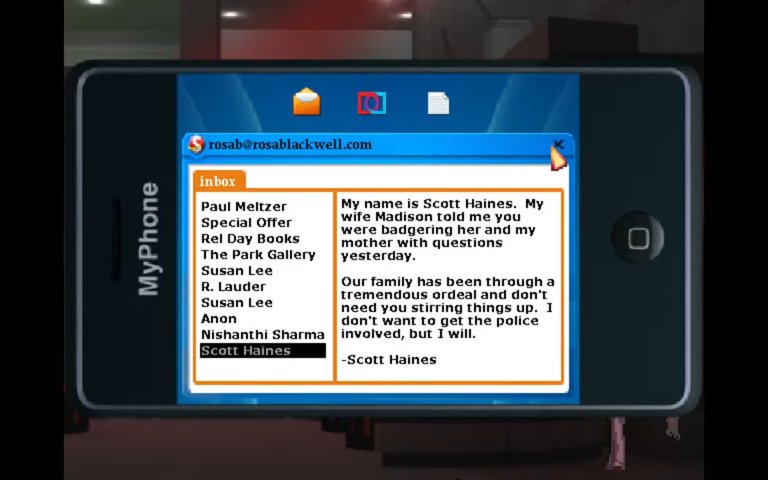 MyPhone
rosab@rosablackwell.com
inbox
Paul Meltzer
Special Offer
Rel Day Books
The Park Gallery
Susan Lee
R. Lauder
Susan Lee
Anon
Nishanthi Sharma
Scott Haines
My name is Scott Haines. My
wife Madison told me you
were badgering her and my
mother with questions
yesterday.
Our family has been through a
tremendous ordeal and don't
need you stirring things up. I
don't want to get the police
involved, but I will.
-Scott Haines